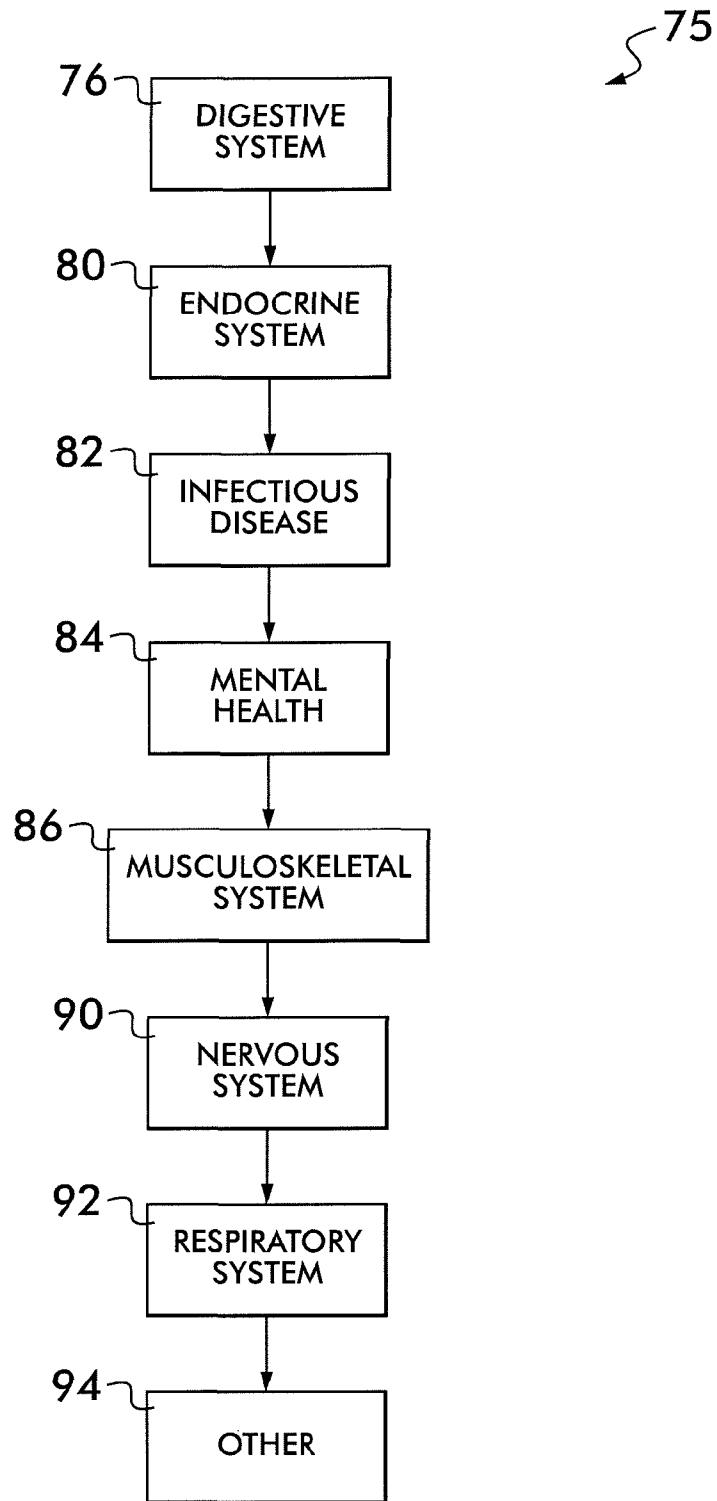 75
76
DIGESTIVE
SYSTEM
80
ENDOCRINE
SYSTEM
82
INFECTIOUS
DISEASE
84
MENTAL
HEALTH
86
MUSCULOSKELETAL
SYSTEM
90
NERVOUS
SYSTEM
92
RESPIRATORY
SYSTEM
94
OTHER